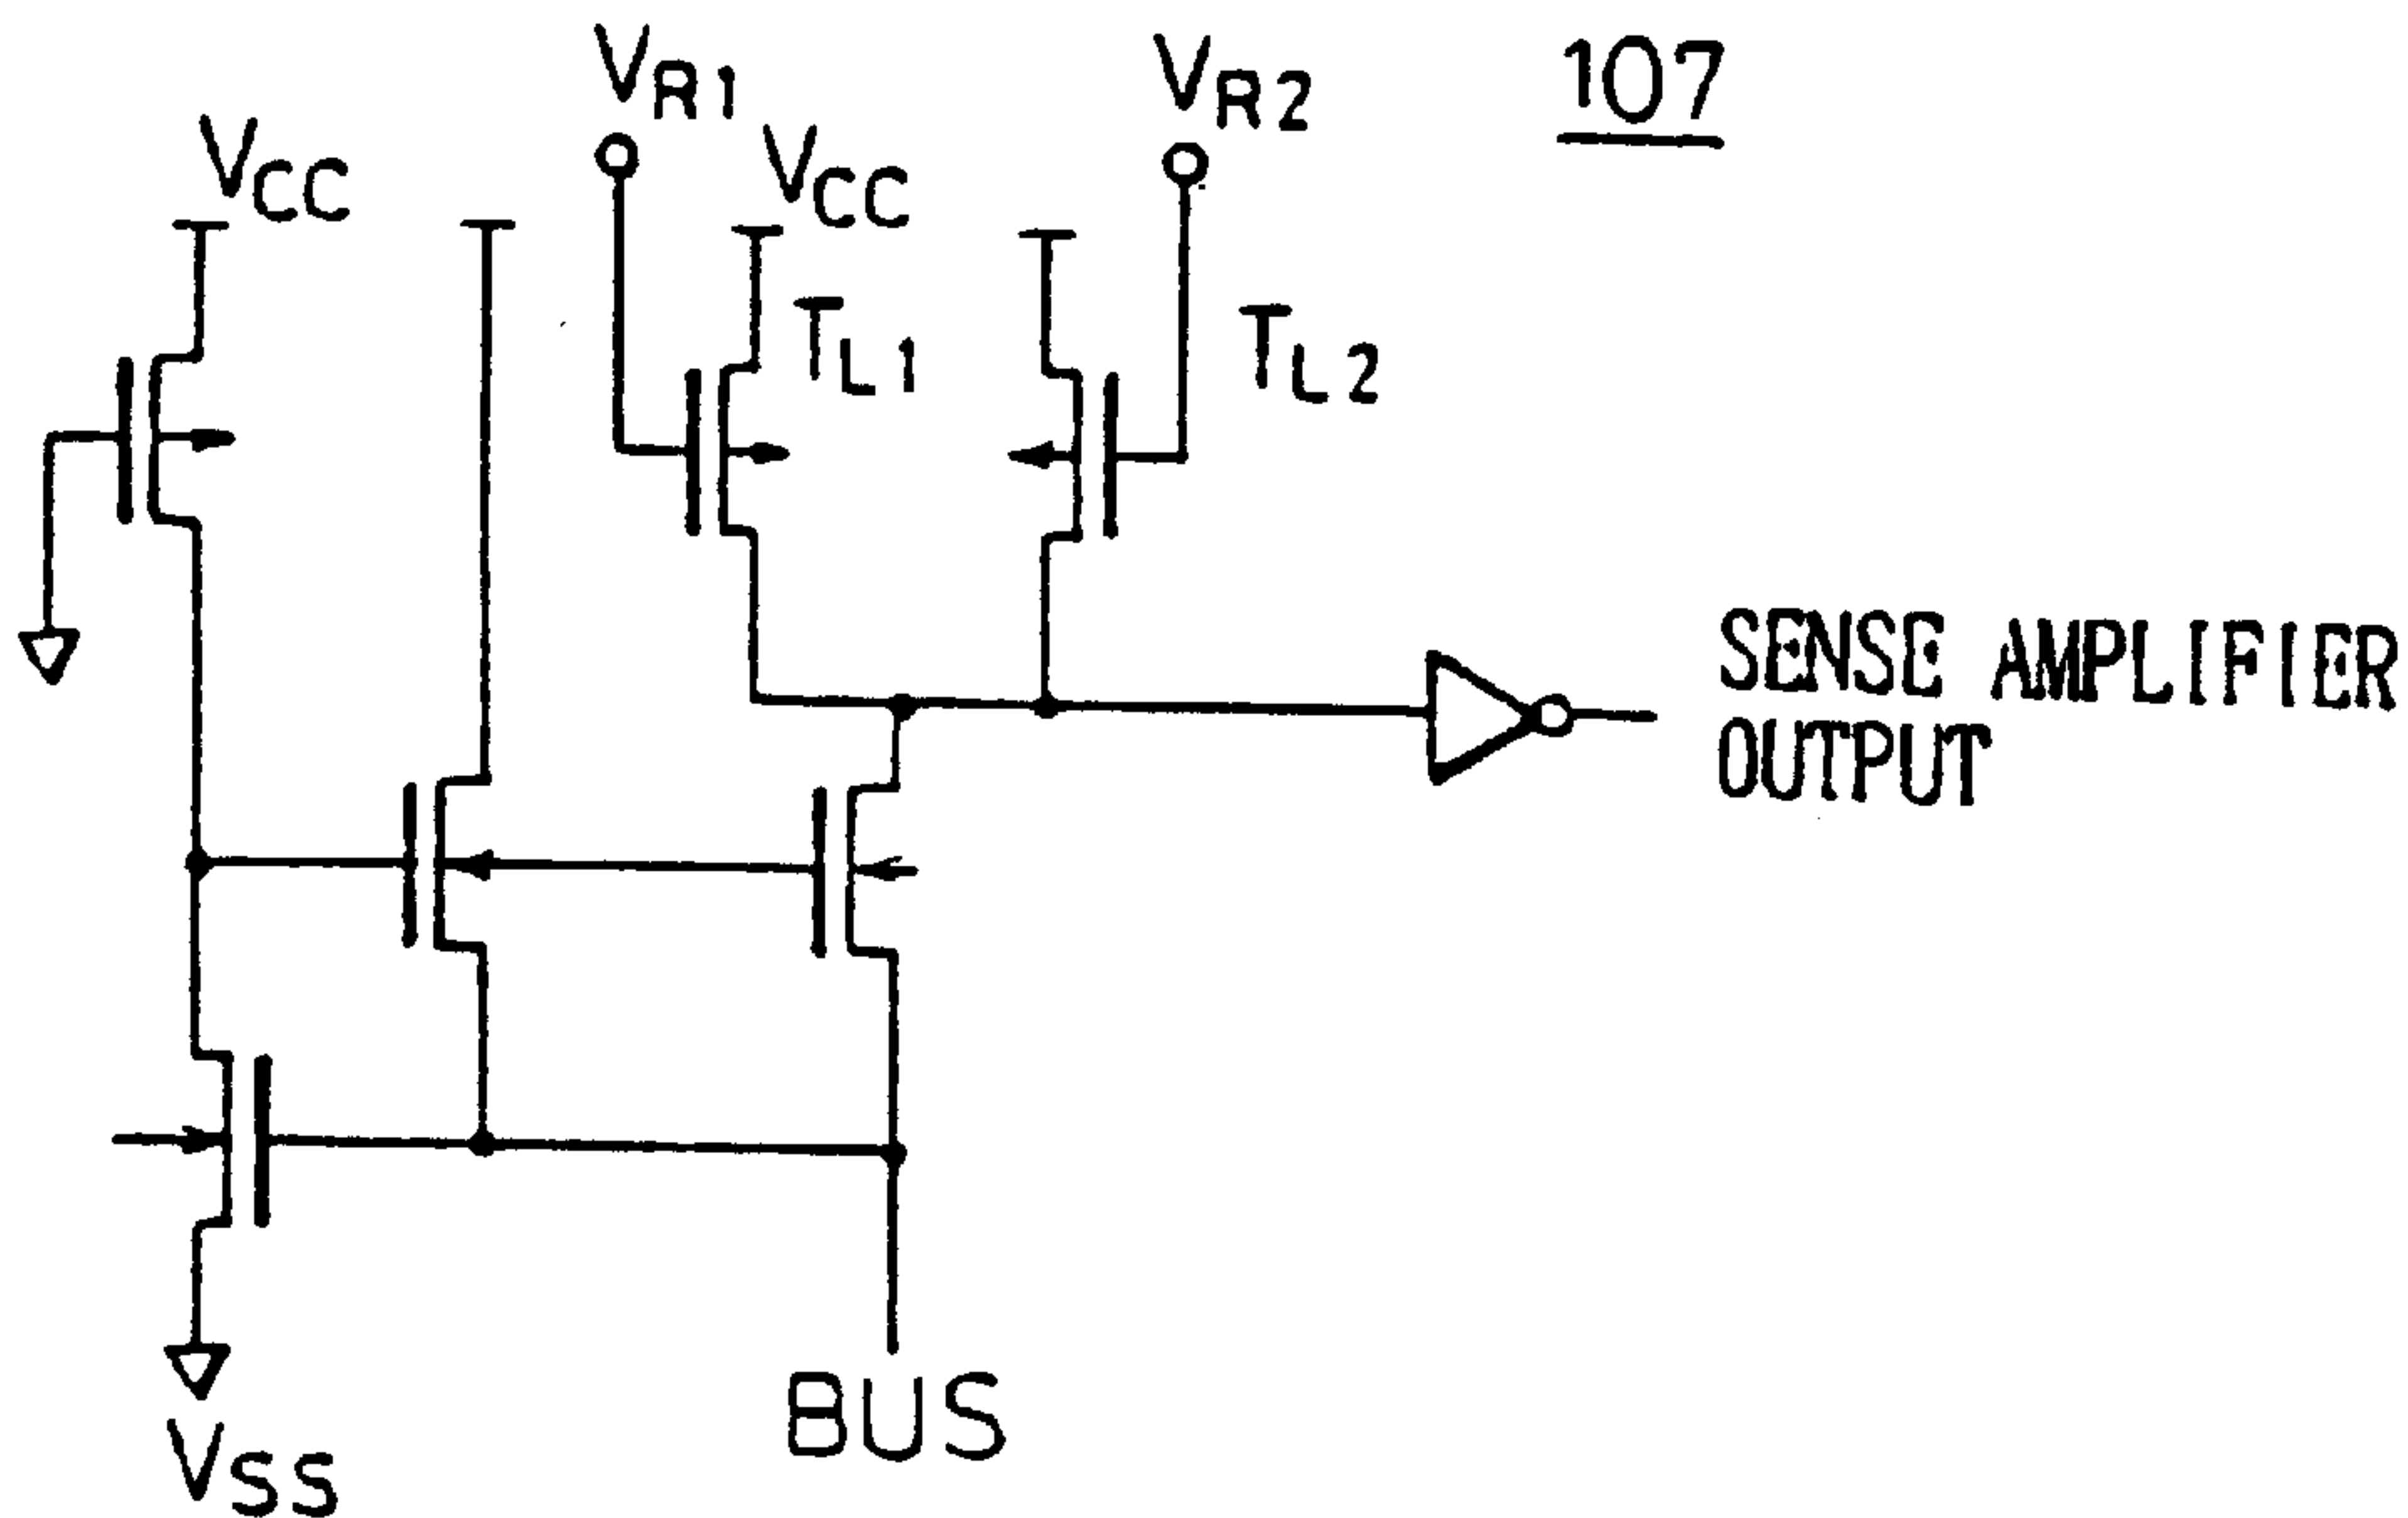 VR1
VR2
107
VCC
VCC
TL1
TL2
SENSE AMPLIFIER
OUTPUT
BUS
VSS